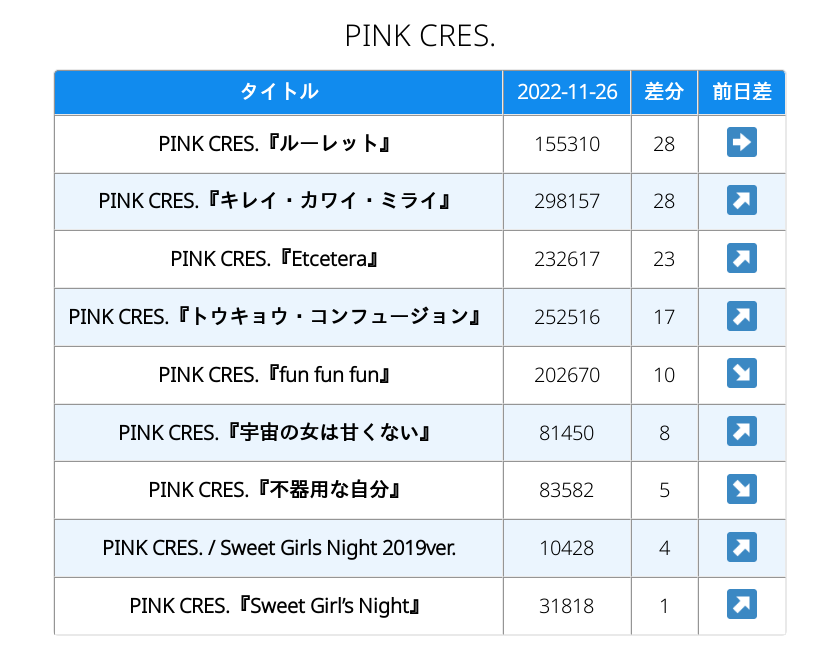 PINK CRES.
タイトル 2022-11-26 差分 前日差
PINK CRES.『ルーレット』 155310 28 ➡
PINK CRES.『キレイ・カワイ・ミライ』 298157 28 ↗
PINK CRES.『Etcetera』 232617 23 ↗
PINK CRES.『トウキョウ・コンフュージョン』 252516 17 ↗
PINK CRES.『fun fun fun』 202670 10 ↘
PINK CRES.『宇宙の女は甘くない』 81450 8 ↗
PINK CRES.『不器用な自分』 83582 5 ↘
PINK CRES. / Sweet Girls Night 2019ver. 10428 4 ↗
PINK CRES.『Sweet Girl’s Night』 31818 1 ↗